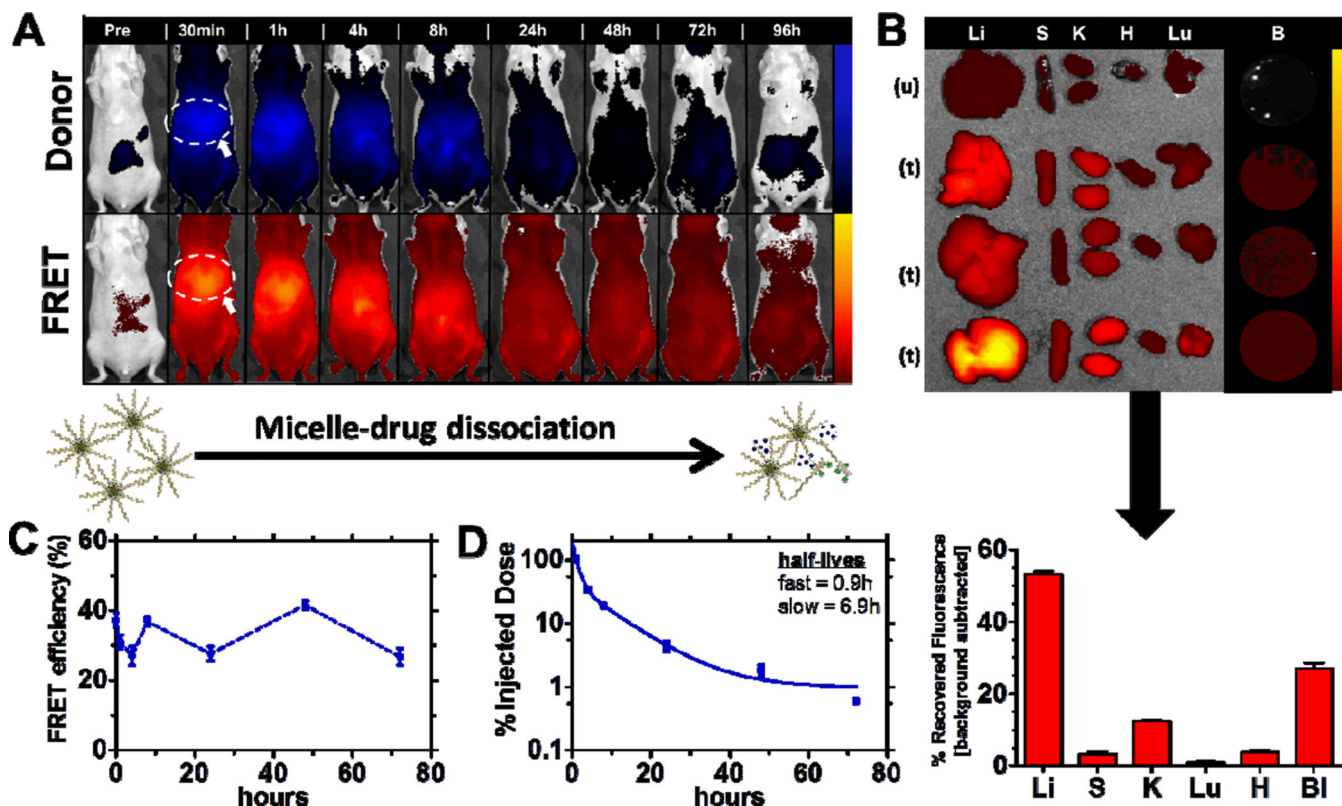 A
Pre | 30min | 1h | 4h | 8h | 24h | 48h | 72h | 96h
Donor
FRET
B
Li S K H Lu B
(u)
(t)
(t)
(t)
Micelle-drug dissociation
C
FRET efficiency (%)
60
40
20
0
0 20 40 60 80
hours
D
% Injected Dose
100
10
1
0.1
half-lives
fast = 0.9h
slow = 6.9h
0 20 40 60 80
hours
% Recovered Fluorescence
[background subtracted]
60
40
20
0
Li S K Lu H Bl